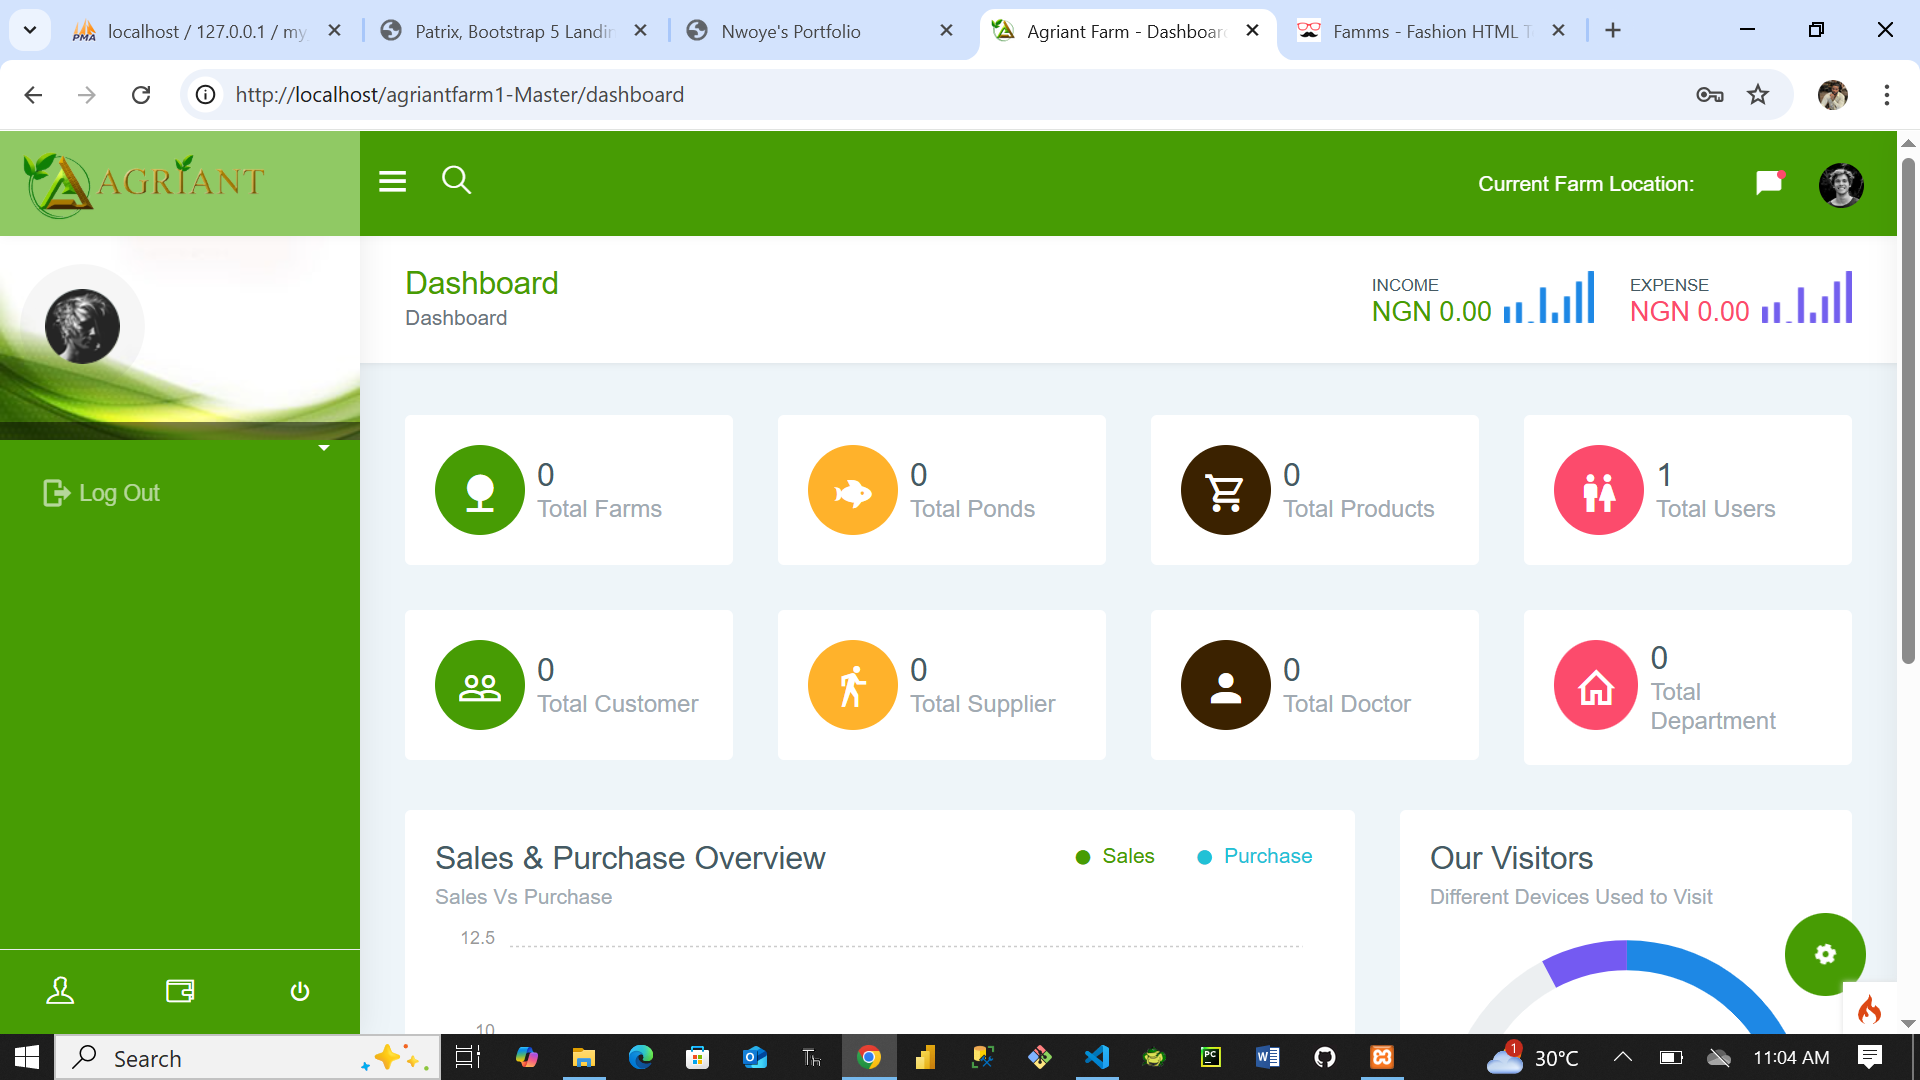 localhost / 127.0.0.1 / my
Patrix, Bootstrap 5 Landin
Nwoye's Portfolio
Agriant Farm - Dashboard
Famms - Fashion HTML T
http://localhost/agriantfarm1-Master/dashboard
AGRIANT
Current Farm Location:
Dashboard
Dashboard
INCOME
NGN 0.00
EXPENSE
NGN 0.00
Log Out
0
Total Farms
0
Total Ponds
0
Total Products
1
Total Users
0
Total Customer
0
Total Supplier
0
Total Doctor
0
Total
Department
Sales & Purchase Overview
Sales Vs Purchase
Sales
Purchase
12.5
10
Our Visitors
Different Devices Used to Visit
Search
1
30°C
11:04 AM